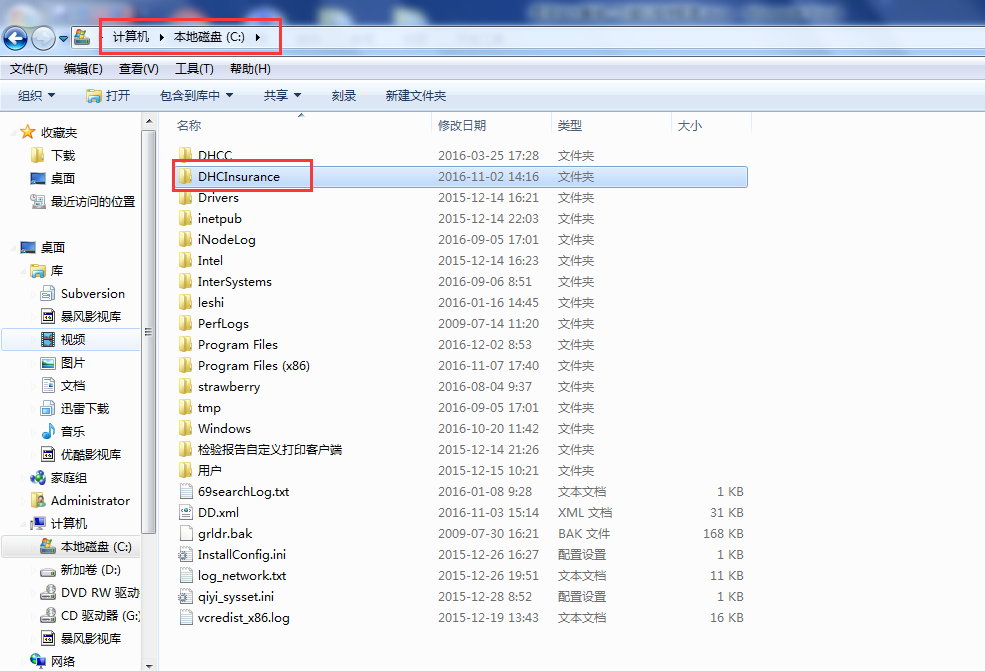 计算机 ▸ 本地磁盘 (C:) ▸
文件(F) 编辑(E) 查看(V) 工具(T) 帮助(H)
组织 打开 包含到库中 共享 刻录 新建文件夹
收藏夹
下载
桌面
最近访问的位置
桌面
库
Subversion
暴风影视库
视频
图片
文档
迅雷下载
音乐
优酷影视库
家庭组
Administrator
计算机
本地磁盘 (C:)
新加卷 (D:)
DVD RW 驱动
CD 驱动器 (G:)
暴风影视库
网络
名称 修改日期 类型 大小
DHCC 2016-03-25 17:28 文件夹
DHCInsurance 2016-11-02 14:16 文件夹
Drivers 2015-12-14 16:21 文件夹
inetpub 2015-12-14 22:03 文件夹
iNodeLog 2016-09-05 17:01 文件夹
Intel 2015-12-14 16:23 文件夹
InterSystems 2016-09-06 8:51 文件夹
leshi 2016-01-16 14:45 文件夹
PerfLogs 2009-07-14 11:20 文件夹
Program Files 2016-12-02 8:53 文件夹
Program Files (x86) 2016-11-07 17:40 文件夹
strawberry 2016-08-04 9:37 文件夹
tmp 2016-09-05 17:01 文件夹
Windows 2016-10-20 11:42 文件夹
检验报告自定义打印客户端 2015-12-14 21:26 文件夹
用户 2015-12-15 10:21 文件夹
69searchLog.txt 2016-01-08 9:28 文本文档 1 KB
DD.xml 2016-11-03 15:14 XML 文档 31 KB
grldr.bak 2009-07-30 16:21 BAK 文件 168 KB
InstallConfig.ini 2015-12-26 16:27 配置设置 1 KB
log_network.txt 2015-12-26 19:51 文本文档 11 KB
qiyi_sysset.ini 2015-12-28 8:52 配置设置 1 KB
vcredist_x86.log 2015-12-19 13:43 文本文档 16 KB